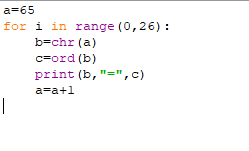 a=65
for i in range(0,26):
    b=chr(a)
    c=ord(b)
    print(b,"=",c)
    a=a+1